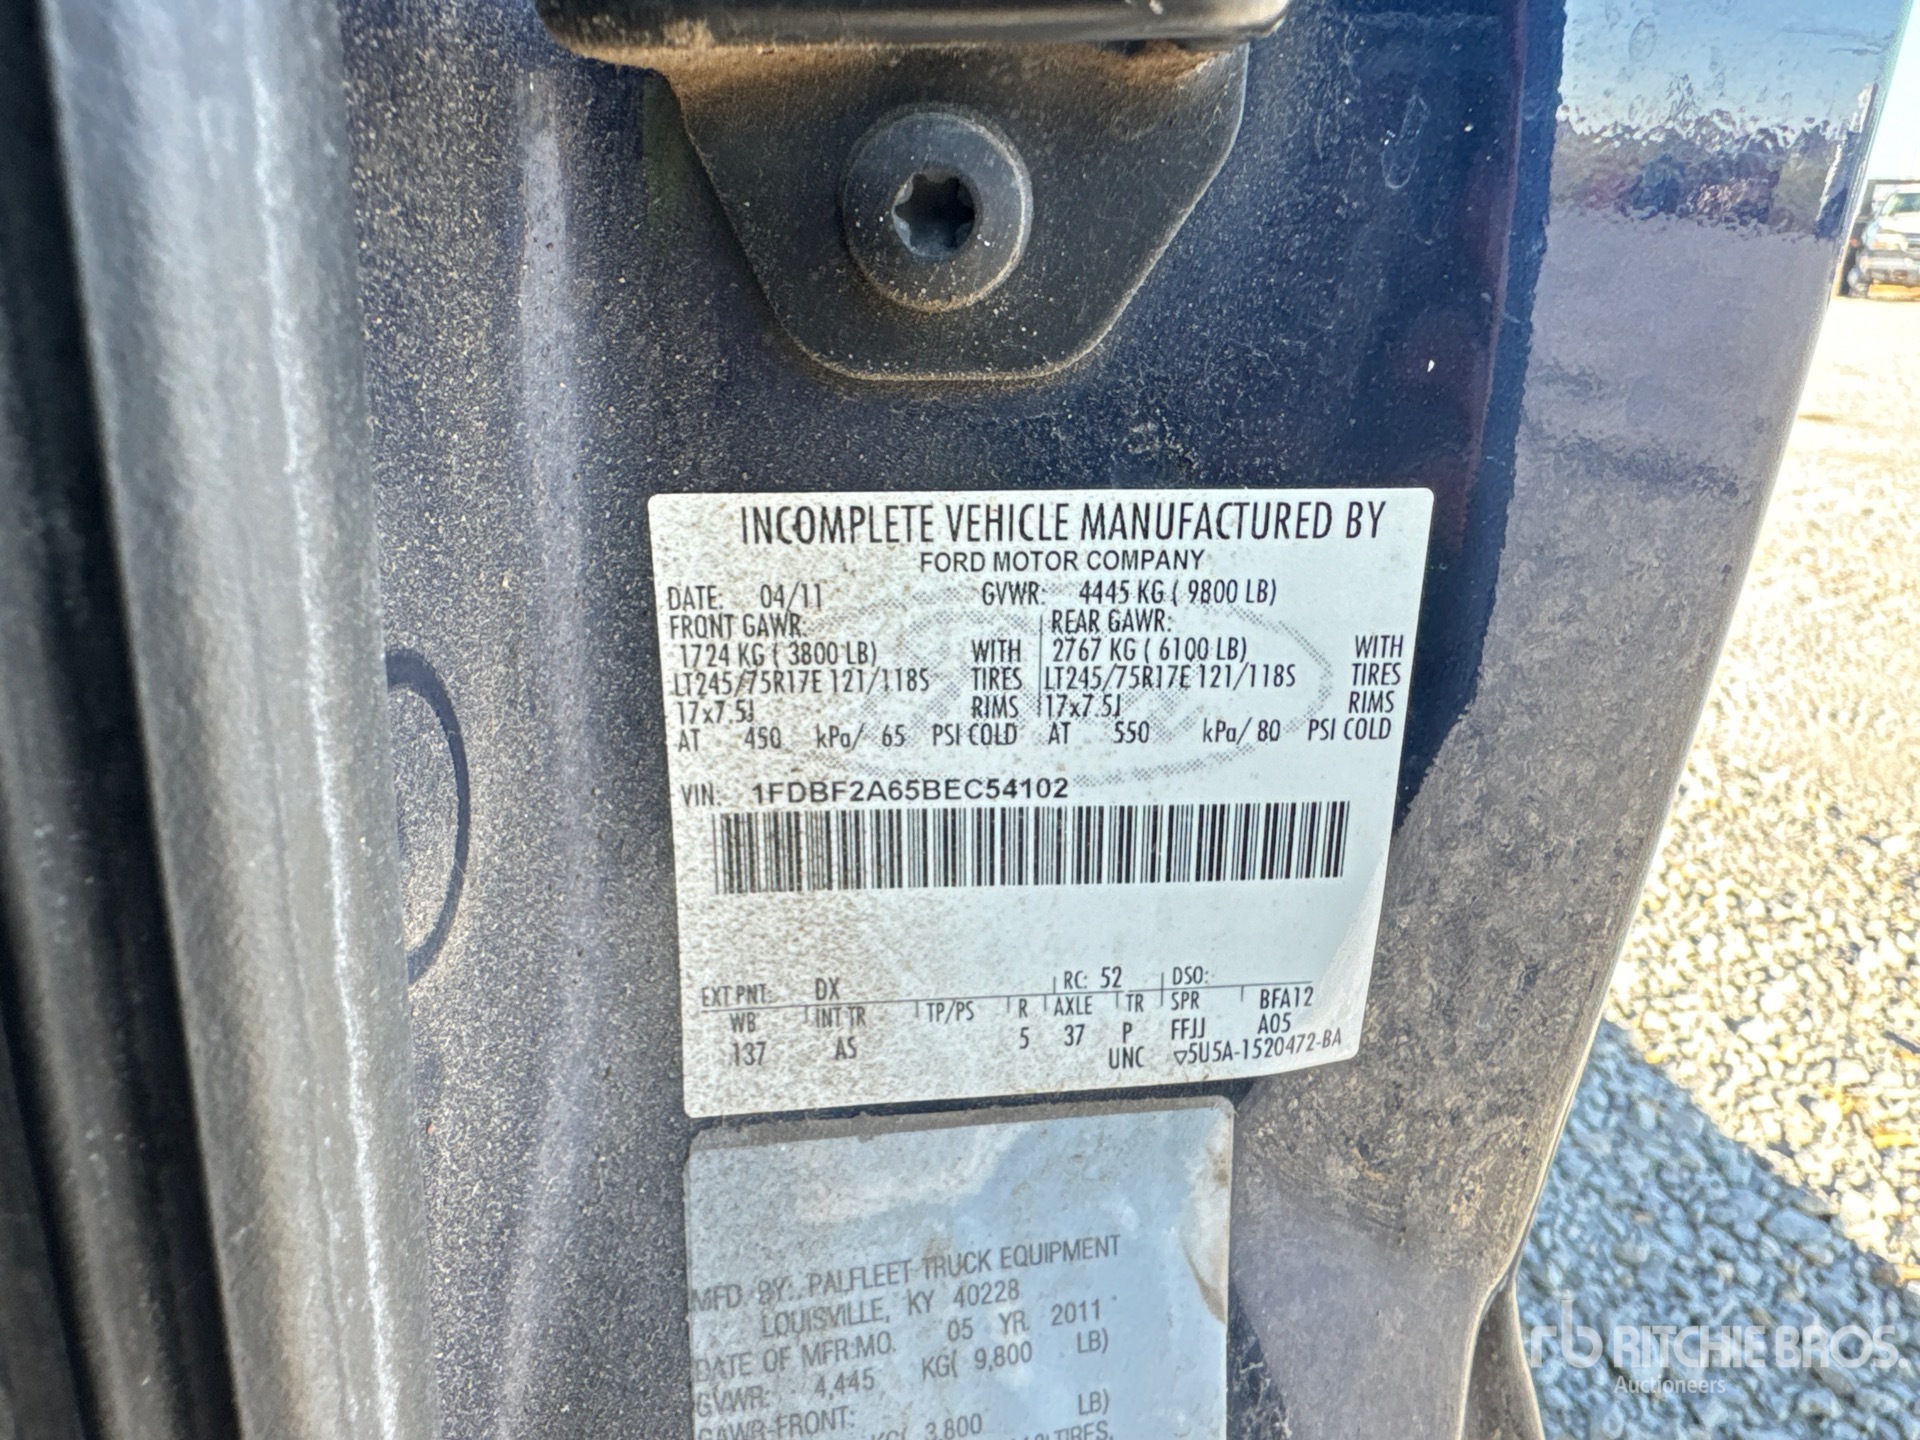 INCOMPLETE VEHICLE MANUFACTURED BY
FORD MOTOR COMPANY
DATE: 04/11 GVWR: 4445 KG ( 9800 LB)
FRONT GAWR: REAR GAWR:
1724 KG ( 3800 LB) WITH 2767 KG ( 6100 LB) WITH
LT245/75R17E 121/118S TIRES LT245/75R17E 121/118S TIRES
17x7.5J RIMS 17x7.5J RIMS
AT 450 kPa/ 65 PSI COLD AT 550 kPa/ 80 PSI COLD
VIN: 1FDBF2A65BEC54102
EXT PNT: DX RC: 52 DSO:
WB INT TR TP/PS R AXLE TR SPR BFA12
137 AS 5 37 P FFJJ A05
UNC ▽5U5A-1520472-BA
MFD. BY: PALFLEET TRUCK EQUIPMENT
LOUISVILLE, KY 40228
DATE OF MFR:MO. 05 YR. 2011
GVWR: 4,445 KG( 9,800 LB)
GAWR-FRONT:
KG( 3,800 LB)
TIRES,
rb RITCHIE BROS.
Auctioneers